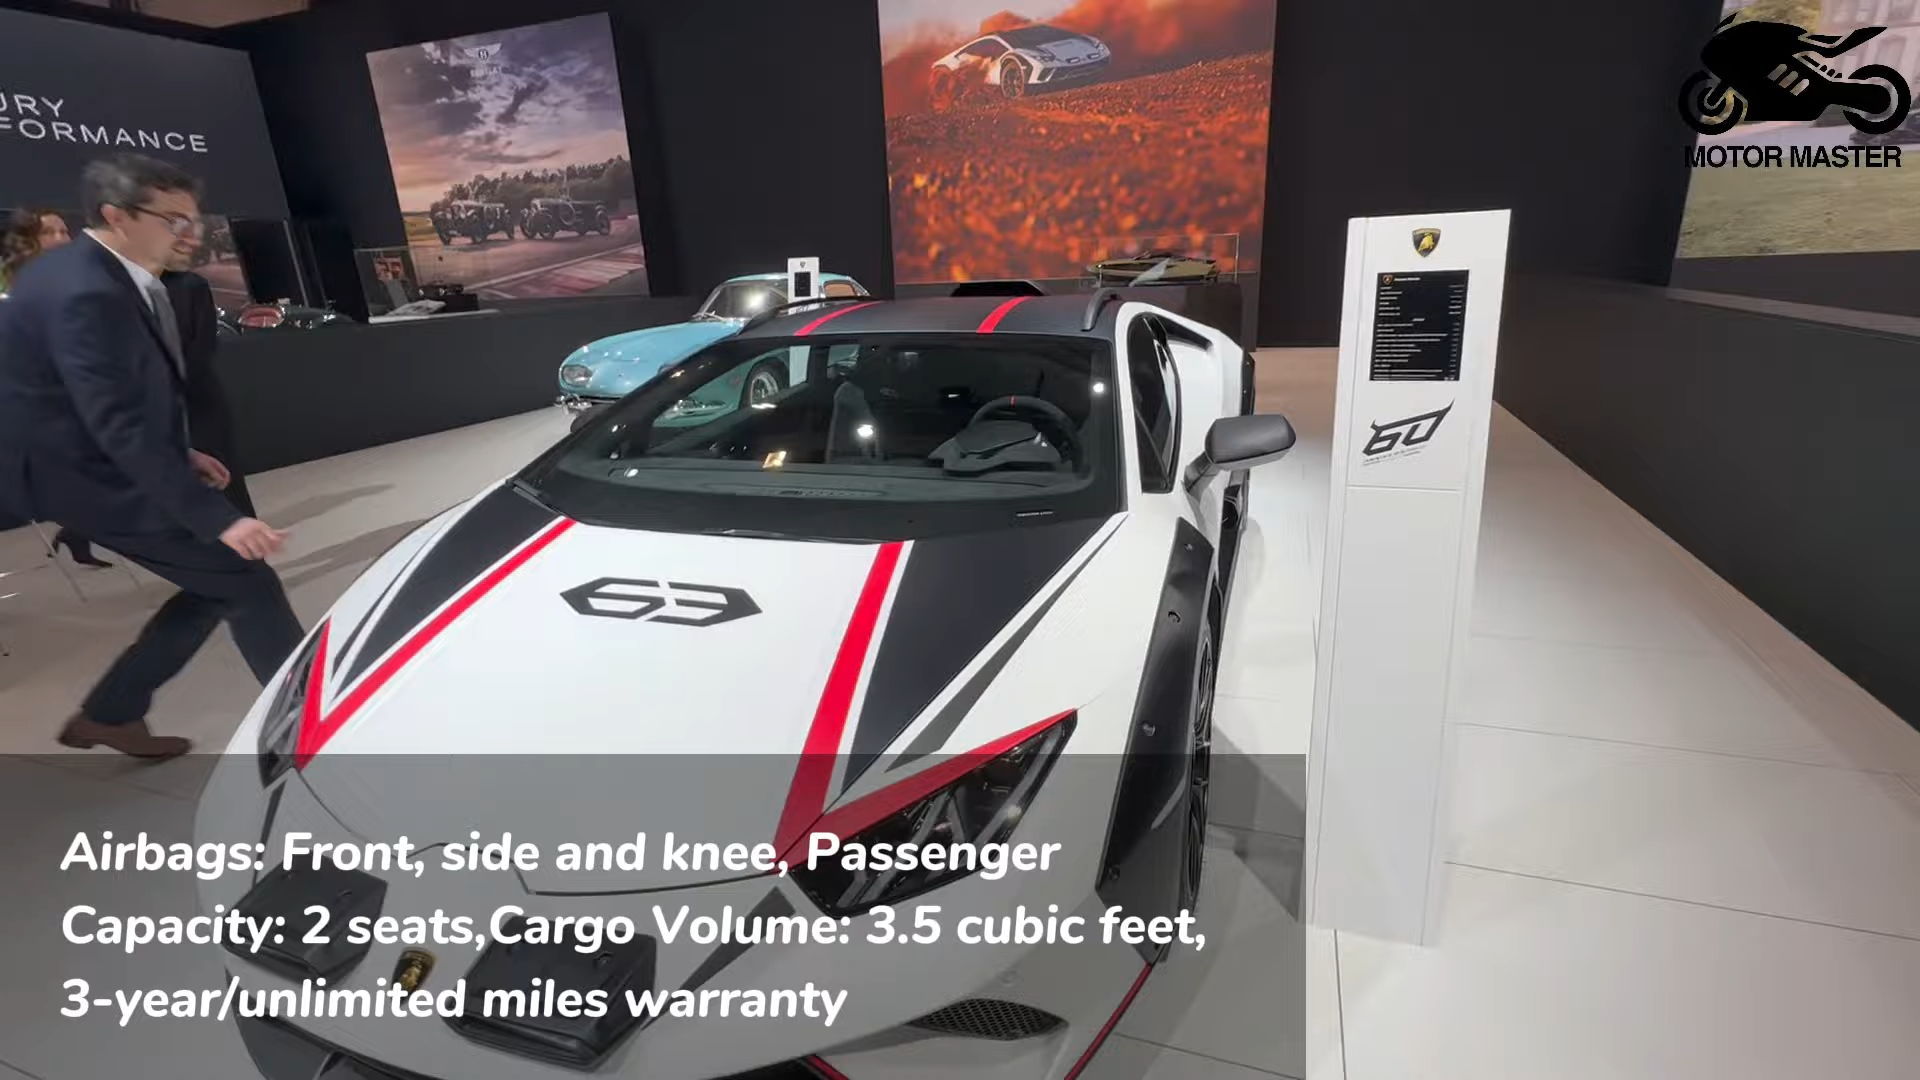 URY
FORMANCE
MOTOR MASTER
60
63
Airbags: Front, side and knee, Passenger
Capacity: 2 seats,Cargo Volume: 3.5 cubic feet,
3-year/unlimited miles warranty